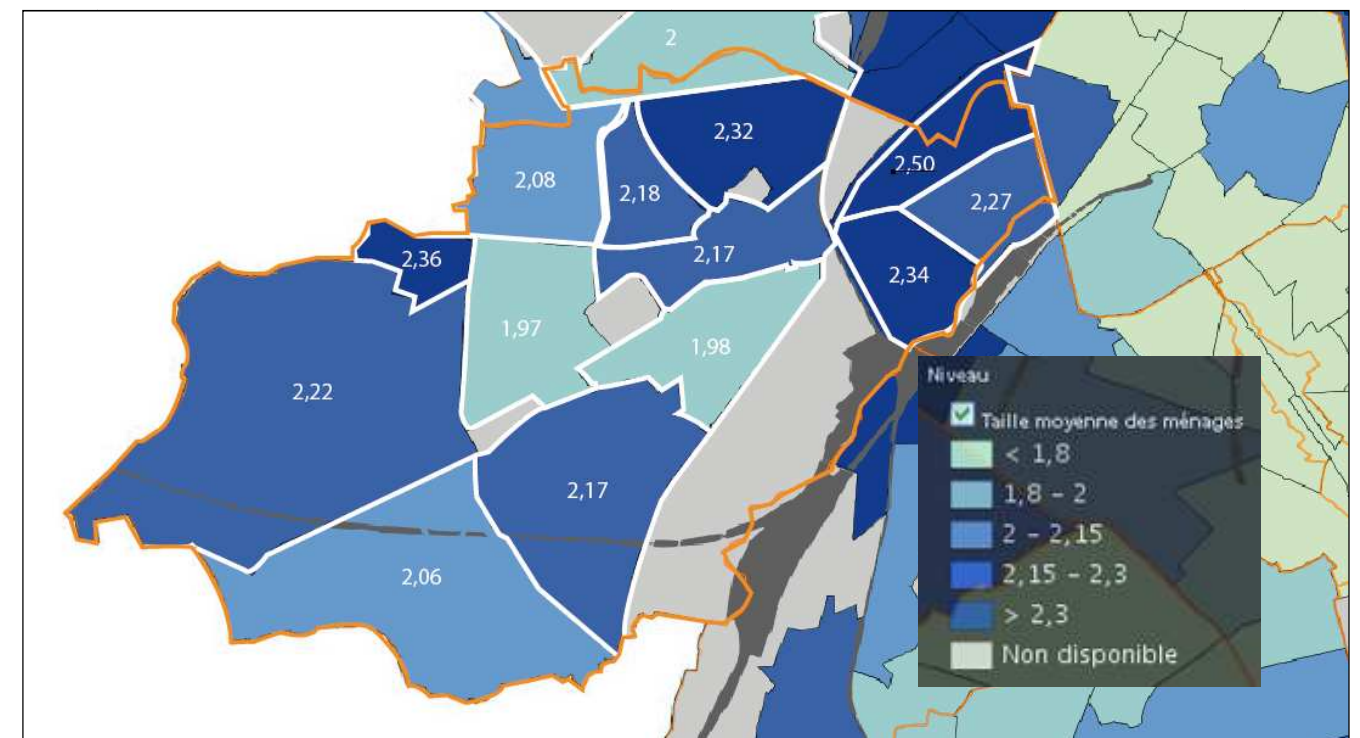 2
2,32
2,50
2,08
2,18
2,27
2,17
2,36
2,34
1,97
1,98
2,22
2,17
2,06
Niveau
Taille moyenne des ménages
< 1,8
1,8 - 2
2 - 2,15
2,15 - 2,3
> 2,3
Non disponible